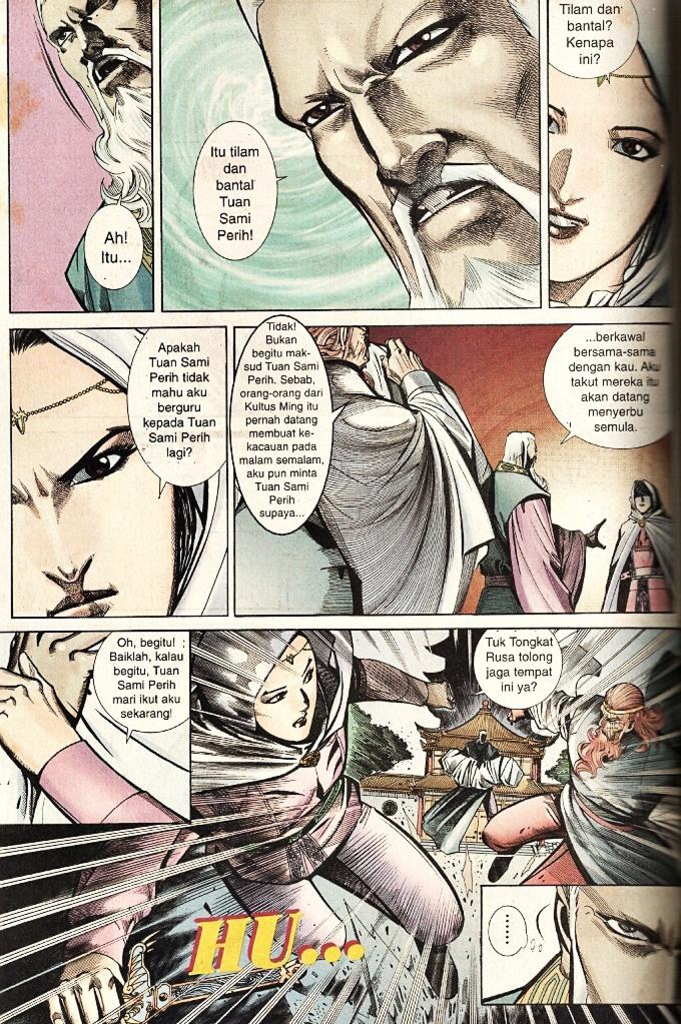 Ah!
Itu...
Itu tilam
dan
bantal
Tuan
Sami
Perih!
Tilam dan
bantal?
Kenapa
ini?
Apakah
Tuan Sami
Perih tidak
mahu aku
berguru
kepada Tuan
Sami Perih
lagi?
Tidak!
Bukan
begitu mak-
sud Tuan Sami
Perih. Sebab,
orang-orang dari
Kultus Ming itu
pernah datang
membuat ke-
kacauan pada
malam semalam,
aku pun minta
Tuan Sami
Perih
supaya...
...berkawal
bersama-sama
dengan kau. Aku
takut mereka itu
akan datang
menyerbu
semula.
Oh, begitu!
Baiklah, kalau
begitu, Tuan
Sami Perih
mari ikut aku
sekarang!
Tuk Tongkat
Rusa tolong
jaga tempat
ini ya?
HU...
......